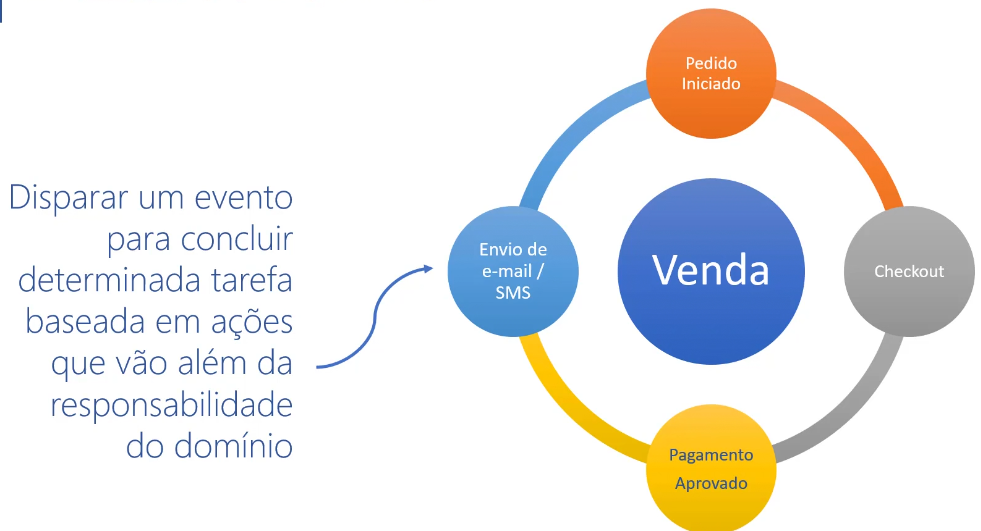 Disparar um evento
para concluir
determinada tarefa
baseada em ações
que vão além da
responsabilidade
do domínio
Pedido
Iniciado
Envio de
e-mail /
SMS
Venda
Checkout
Pagamento
Aprovado